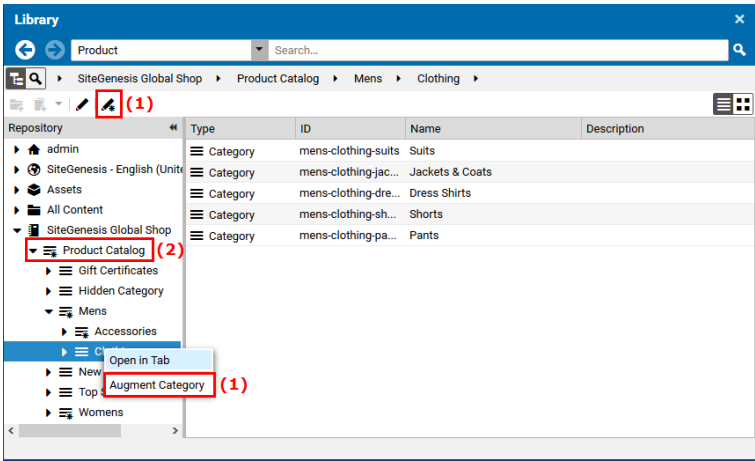 Library
Product
Search...
SiteGenesis Global Shop Product Catalog Mens Clothing
(1)
Repository
Type ID Name Description
admin
SiteGenesis - English (Unite
Assets
All Content
SiteGenesis Global Shop
Product Catalog (2)
Gift Certificates
Hidden Category
Mens
Accessories
Cl
New
Top S
Womens
Category mens-clothing-suits Suits
Category mens-clothing-jac... Jackets & Coats
Category mens-clothing-dre... Dress Shirts
Category mens-clothing-sh... Shorts
Category mens-clothing-pa... Pants
Open in Tab
Augment Category (1)